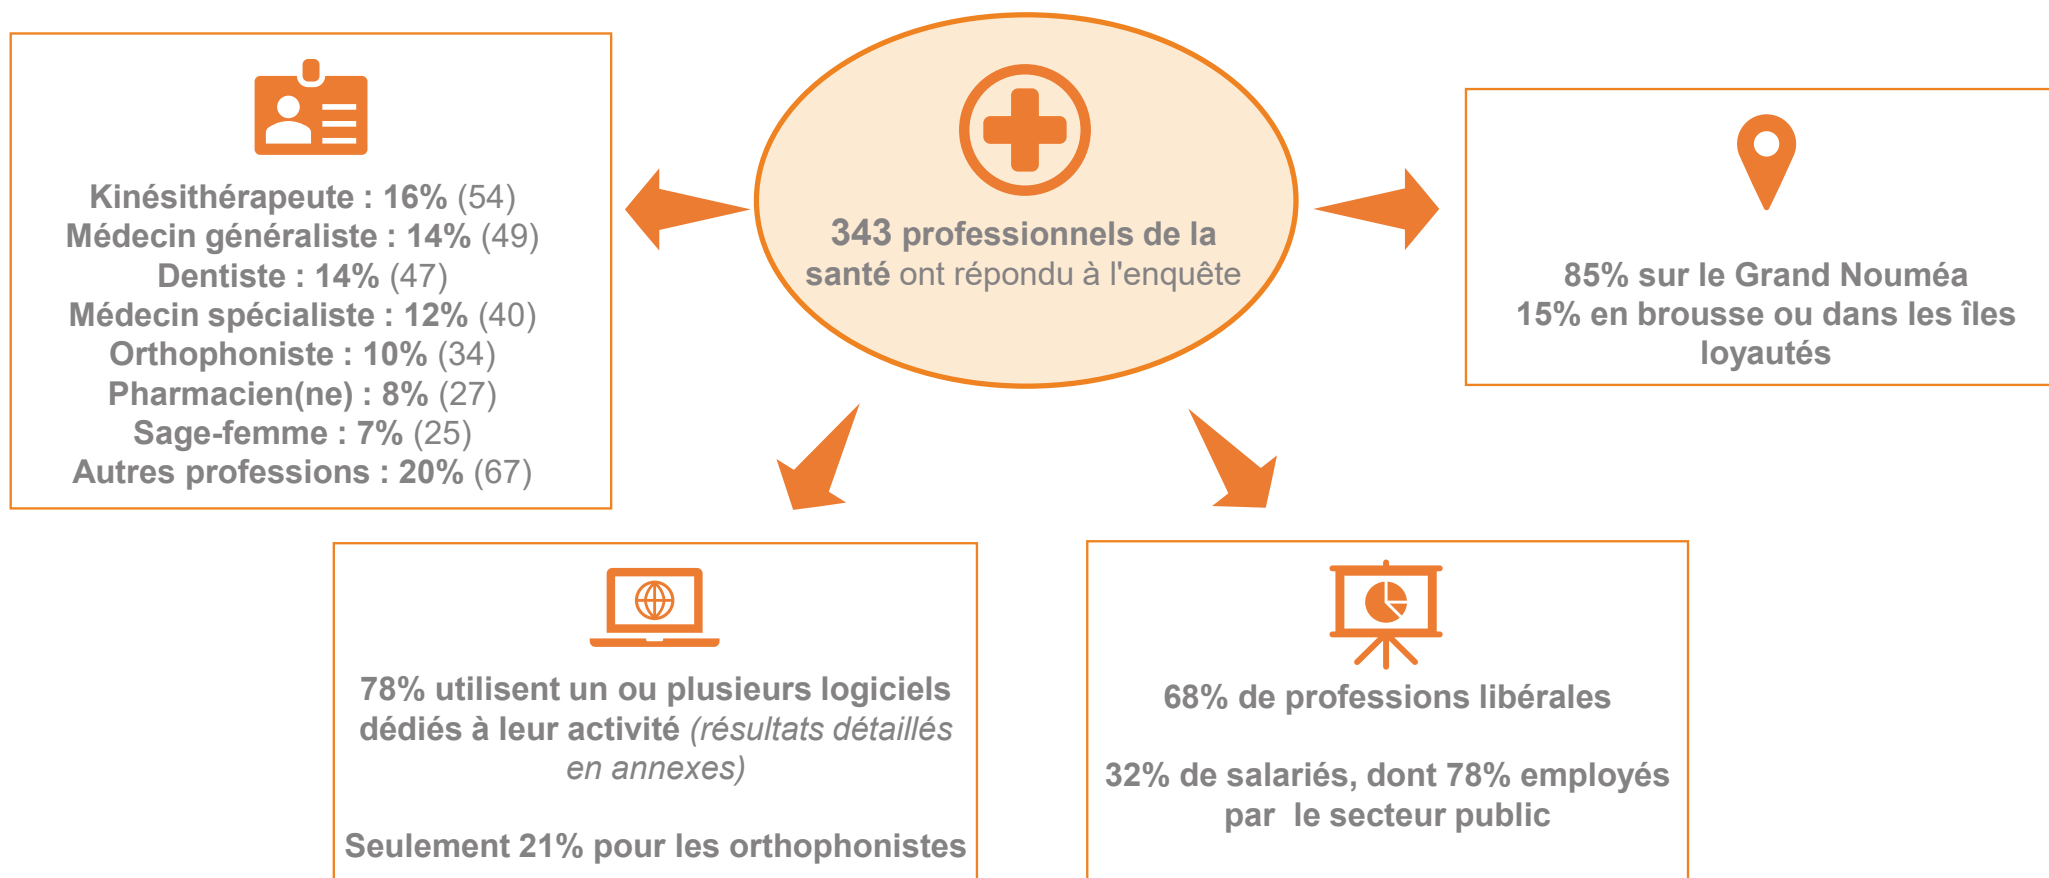 Kinésithérapeute : 16% (54)
Médecin généraliste : 14% (49)
Dentiste : 14% (47)
Médecin spécialiste : 12% (40)
Orthophoniste : 10% (34)
Pharmacien(ne) : 8% (27)
Sage-femme : 7% (25)
Autres professions : 20% (67)
343 professionnels de la
santé ont répondu à l'enquête
85% sur le Grand Nouméa
15% en brousse ou dans les îles
loyautés
78% utilisent un ou plusieurs logiciels
dédiés à leur activité (résultats détaillés
en annexes)
Seulement 21% pour les orthophonistes
68% de professions libérales
32% de salariés, dont 78% employés
par  le secteur public